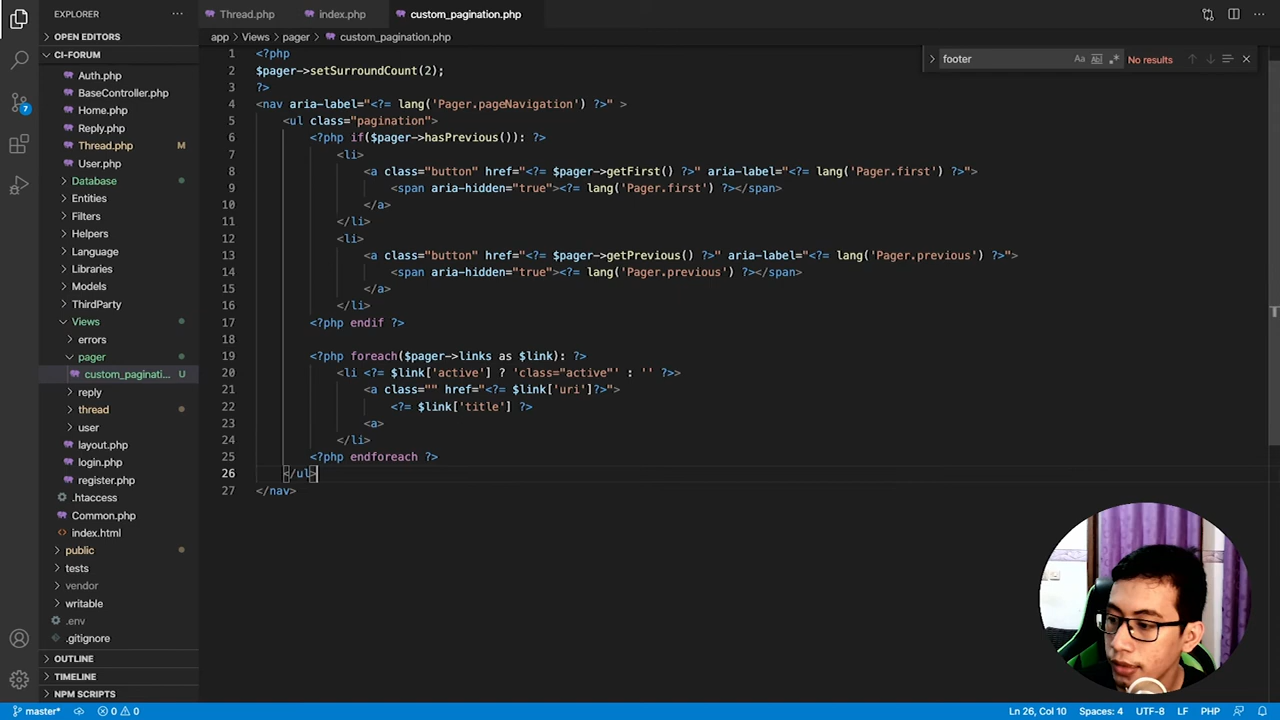 EXPLORER
Thread.php
index.php
custom_pagination.php
OPEN EDITORS
CI-FORUM
Auth.php
BaseController.php
Home.php
Reply.php
Thread.php M
User.php
Database
Entities
Filters
Helpers
Language
Libraries
Models
ThirdParty
Views
errors
pager
custom_paginati... U
reply
thread
user
layout.php
login.php
register.php
.htaccess
Common.php
index.html
public
tests
vendor
writable
.env
.gitignore
OUTLINE
TIMELINE
NPM SCRIPTS
7
app > Views > pager > custom_pagination.php
footer
Aa
No results
1 <?php
2 $pager->setSurroundCount(2);
3 ?>
4 <nav aria-label="<?= lang('Pager.pageNavigation') ?>" >
5 <ul class="pagination">
6 <?php if($pager->hasPrevious()): ?>
7 <li>
8 <a class="button" href="<?= $pager->getFirst() ?>" aria-label="<?= lang('Pager.first') ?>">
9 <span aria-hidden="true"><?= lang('Pager.first') ?></span>
10 </a>
11 </li>
12 <li>
13 <a class="button" href="<?= $pager->getPrevious() ?>" aria-label="<?= lang('Pager.previous') ?>">
14 <span aria-hidden="true"><?= lang('Pager.previous') ?></span>
15 </a>
16 </li>
17 <?php endif ?>
18
19 <?php foreach($pager->links as $link): ?>
20 <li <?= $link['active'] ? 'class="active"' : '' ?>>
21 <a class="" href="<?= $link['uri']?>">
22 <?= $link['title'] ?>
23 <a>
24 </li>
25 <?php endforeach ?>
26 </ul>
27 </nav>
master* 0 0
Ln 26, Col 10 Spaces: 4 UTF-8 LF PHP